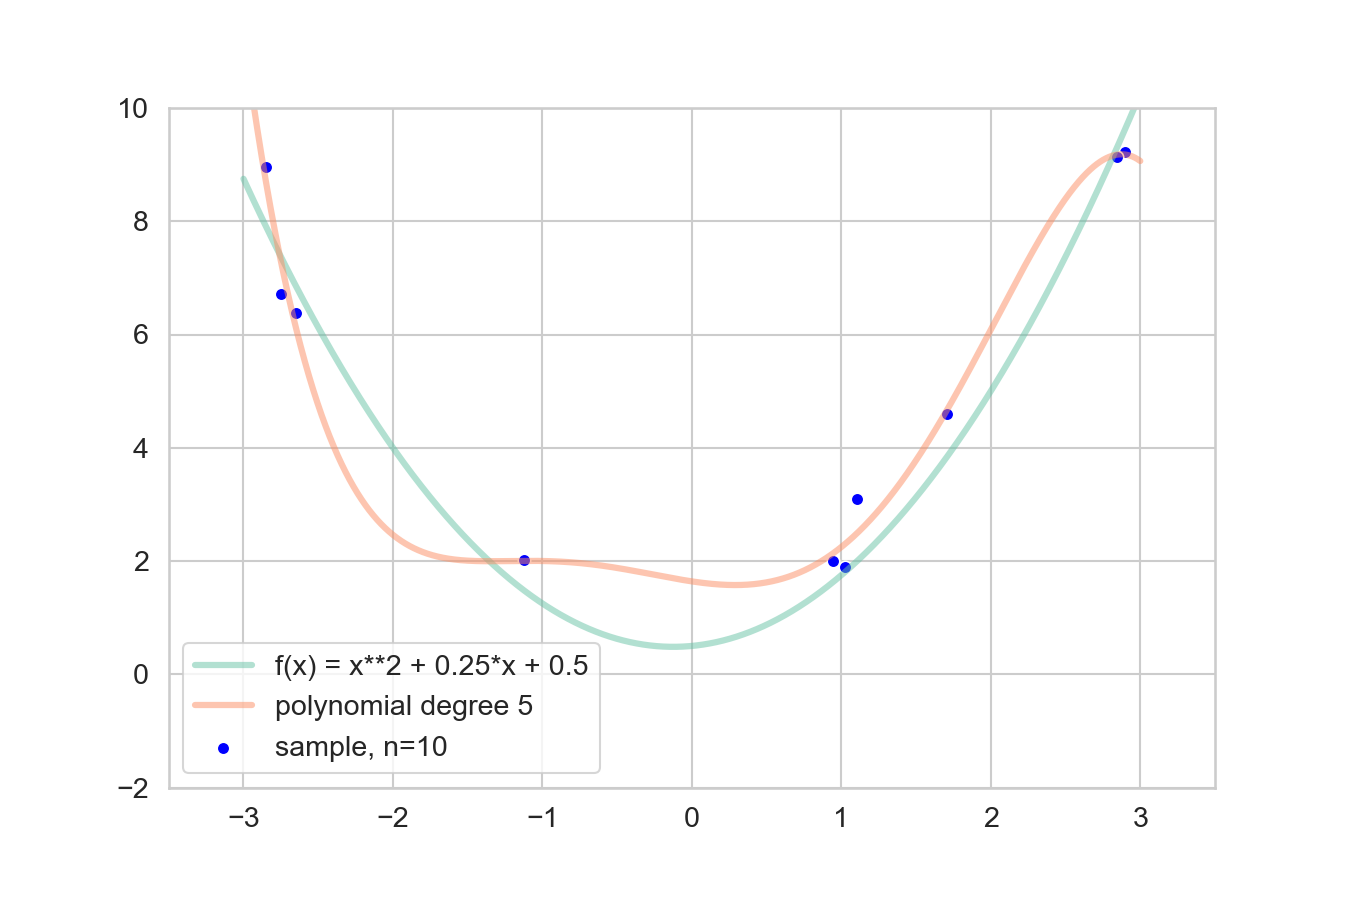 10
8
6
4
2
0
−2
−3 −2 −1 0 1 2 3
f(x) = x**2 + 0.25*x + 0.5
polynomial degree 5
sample, n=10